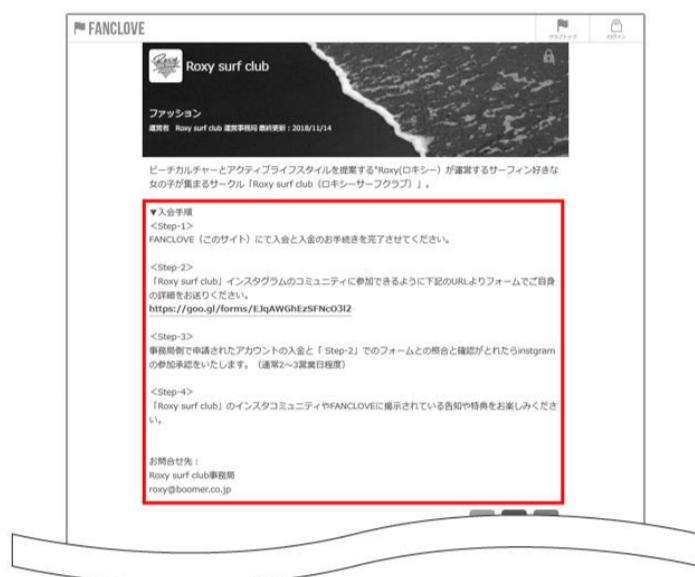 FANCLOVE
クラブトップ
ログイン
Roxy
Roxy surf club
ファッション
運営者 Roxy surf club 運営事務局 最終更新:2018/11/14
ビーチカルチャーとアクティブライフスタイルを提案する"Roxy(ロキシー)が運営するサーフィン好きな
女の子が集まるサークル「Roxy surf club(ロキシーサーフクラブ)」。
▼入会手順
<Step-1>
FANCLOVE(このサイト)にて入会と入金のお手続きを完了させてください。
<Step-2>
「Roxy surf club」インスタグラムのコミュニティに参加できるように下記のURLよりフォームでご自身
の詳細をお送りください。
https://goo.gl/forms/EJqAWGhEzSFNcO3l2
<Step-3>
事務局側で申請されたアカウントの入会と「 Step-2」でのフォームとの照合と確認がとれたらinstgram
の参加承認をいたします。(通常2~3営業日程度)
<Step-4>
「Roxy surf club」のインスタコミュニティやFANCLOVEに掲示されている告知や特典をお楽しみくださ
い。
お問合せ先:
Roxy surf club事務局
roxy@boomer.co.jp